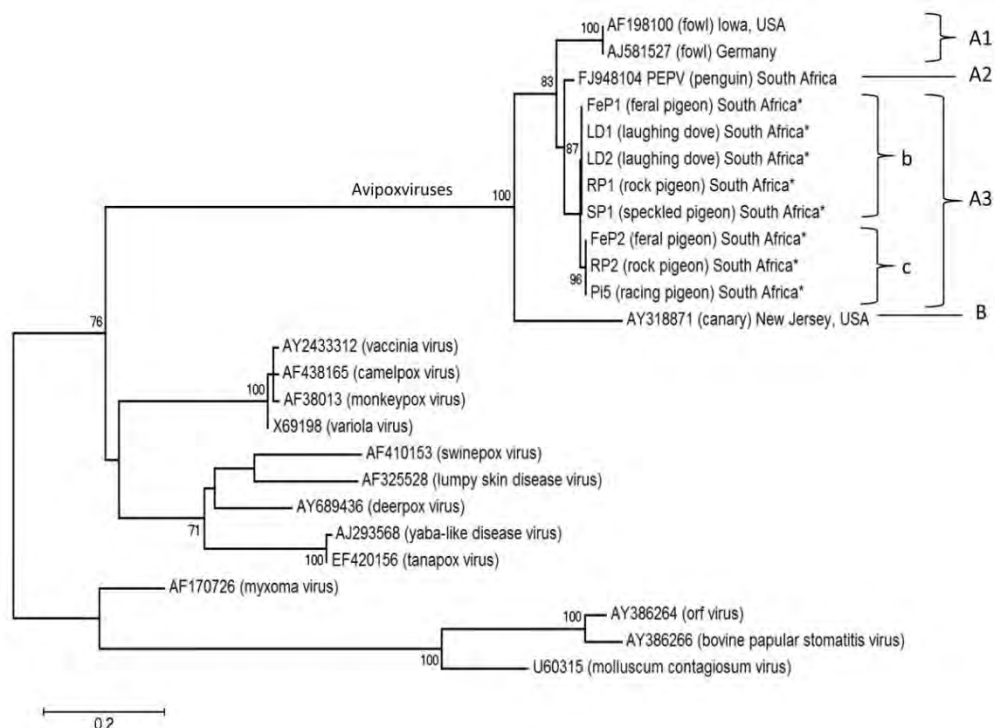 100
AF198100 (fowl) Iowa, USA
AJ581527 (fowl) Germany
A1
83
FJ948104 PEPV (penguin) South Africa
A2
FeP1 (feral pigeon) South Africa*
LD1 (laughing dove) South Africa*
87
LD2 (laughing dove) South Africa*
b
RP1 (rock pigeon) South Africa*
Avipoxviruses
100
A3
SP1 (speckled pigeon) South Africa*
FeP2 (feral pigeon) South Africa*
RP2 (rock pigeon) South Africa*
c
96
Pi5 (racing pigeon) South Africa*
AY318871 (canary) New Jersey, USA
B
76
AY2433312 (vaccinia virus)
AF438165 (camelpox virus)
100
AF38013 (monkeypox virus)
X69198 (variola virus)
AF410153 (swinepox virus)
AF325528 (lumpy skin disease virus)
AY689436 (deerpox virus)
71
AJ293568 (yaba-like disease virus)
100
EF420156 (tanapox virus)
AF170726 (myxoma virus)
100
AY386264 (orf virus)
AY386266 (bovine papular stomatitis virus)
100
U60315 (molluscum contagiosum virus)
0.2